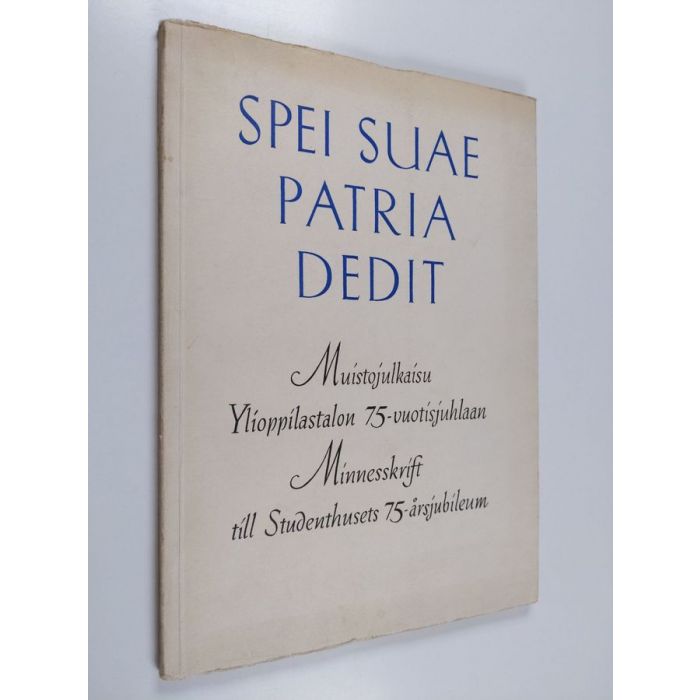 SPEI SUAE
PATRIA
DEDIT
Muistojulkaisu
Ylioppilastalon 75-vuotisjuhlaan
Minnesskrift
till Studenthusets 75-årsjubileum